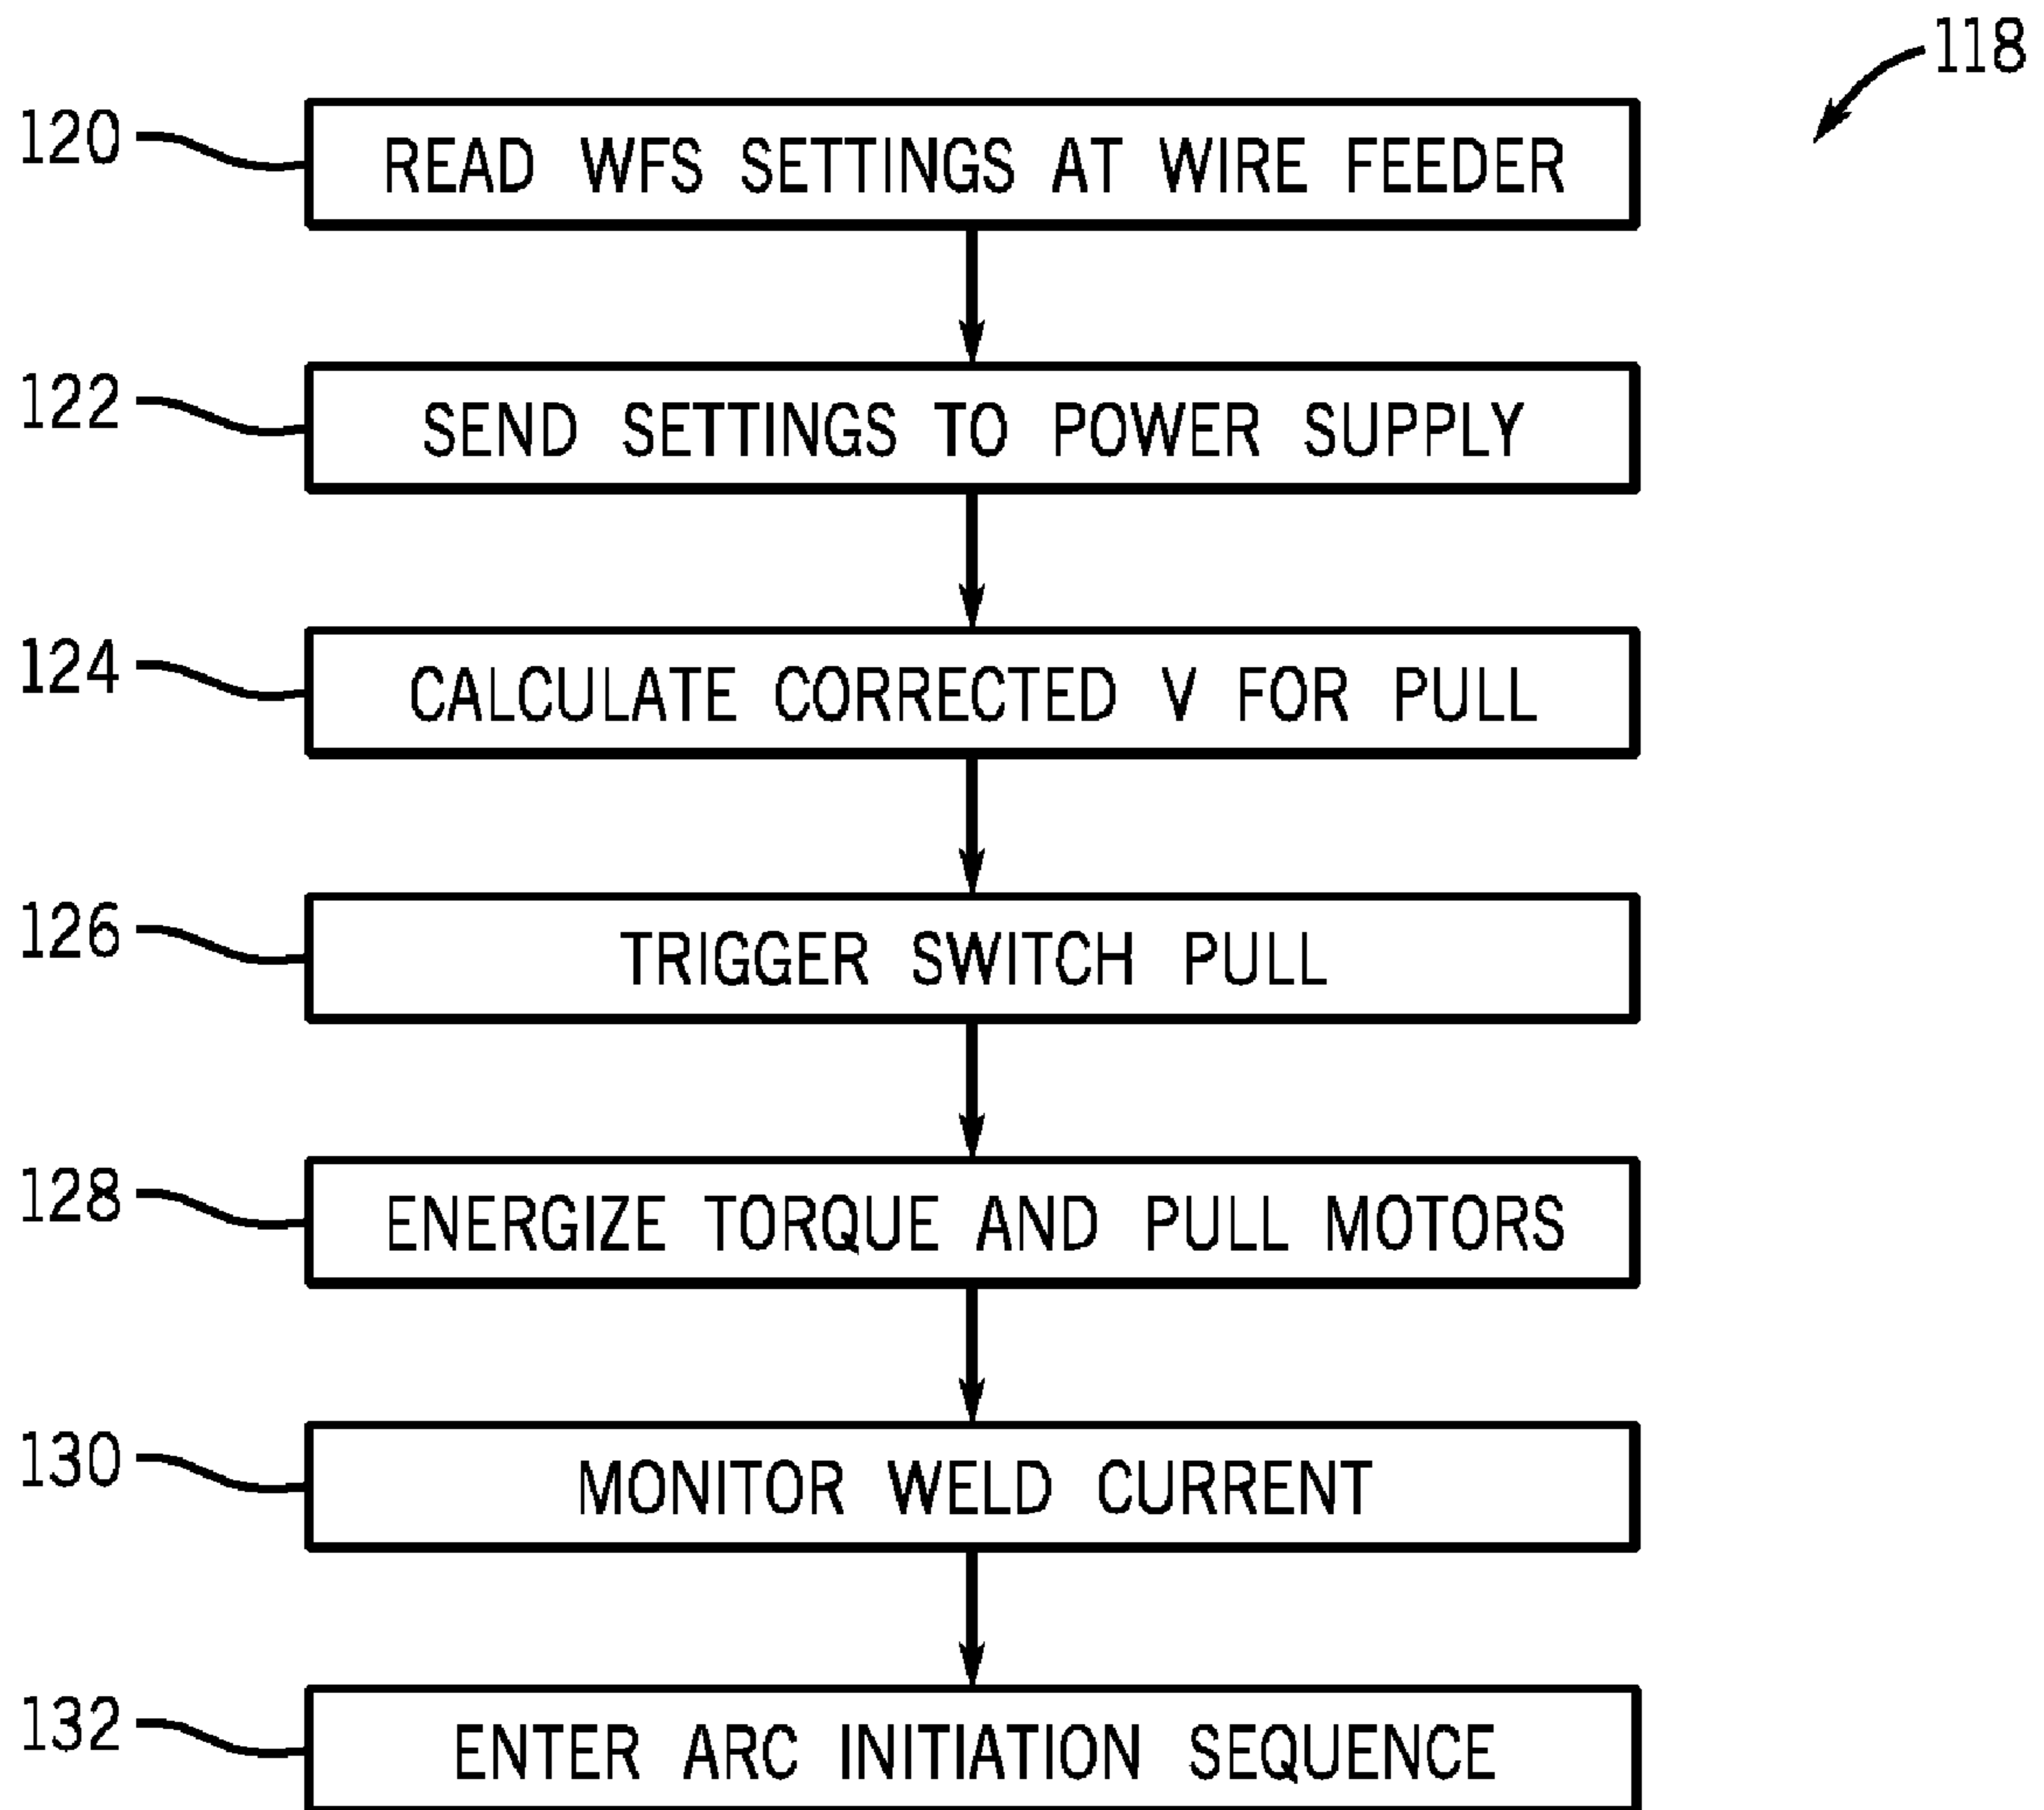 118
120 READ WFS SETTINGS AT WIRE FEEDER
122 SEND SETTINGS TO POWER SUPPLY
124 CALCULATE CORRECTED V FOR PULL
126 TRIGGER SWITCH PULL
128 ENERGIZE TORQUE AND PULL MOTORS
130 MONITOR WELD CURRENT
132 ENTER ARC INITIATION SEQUENCE